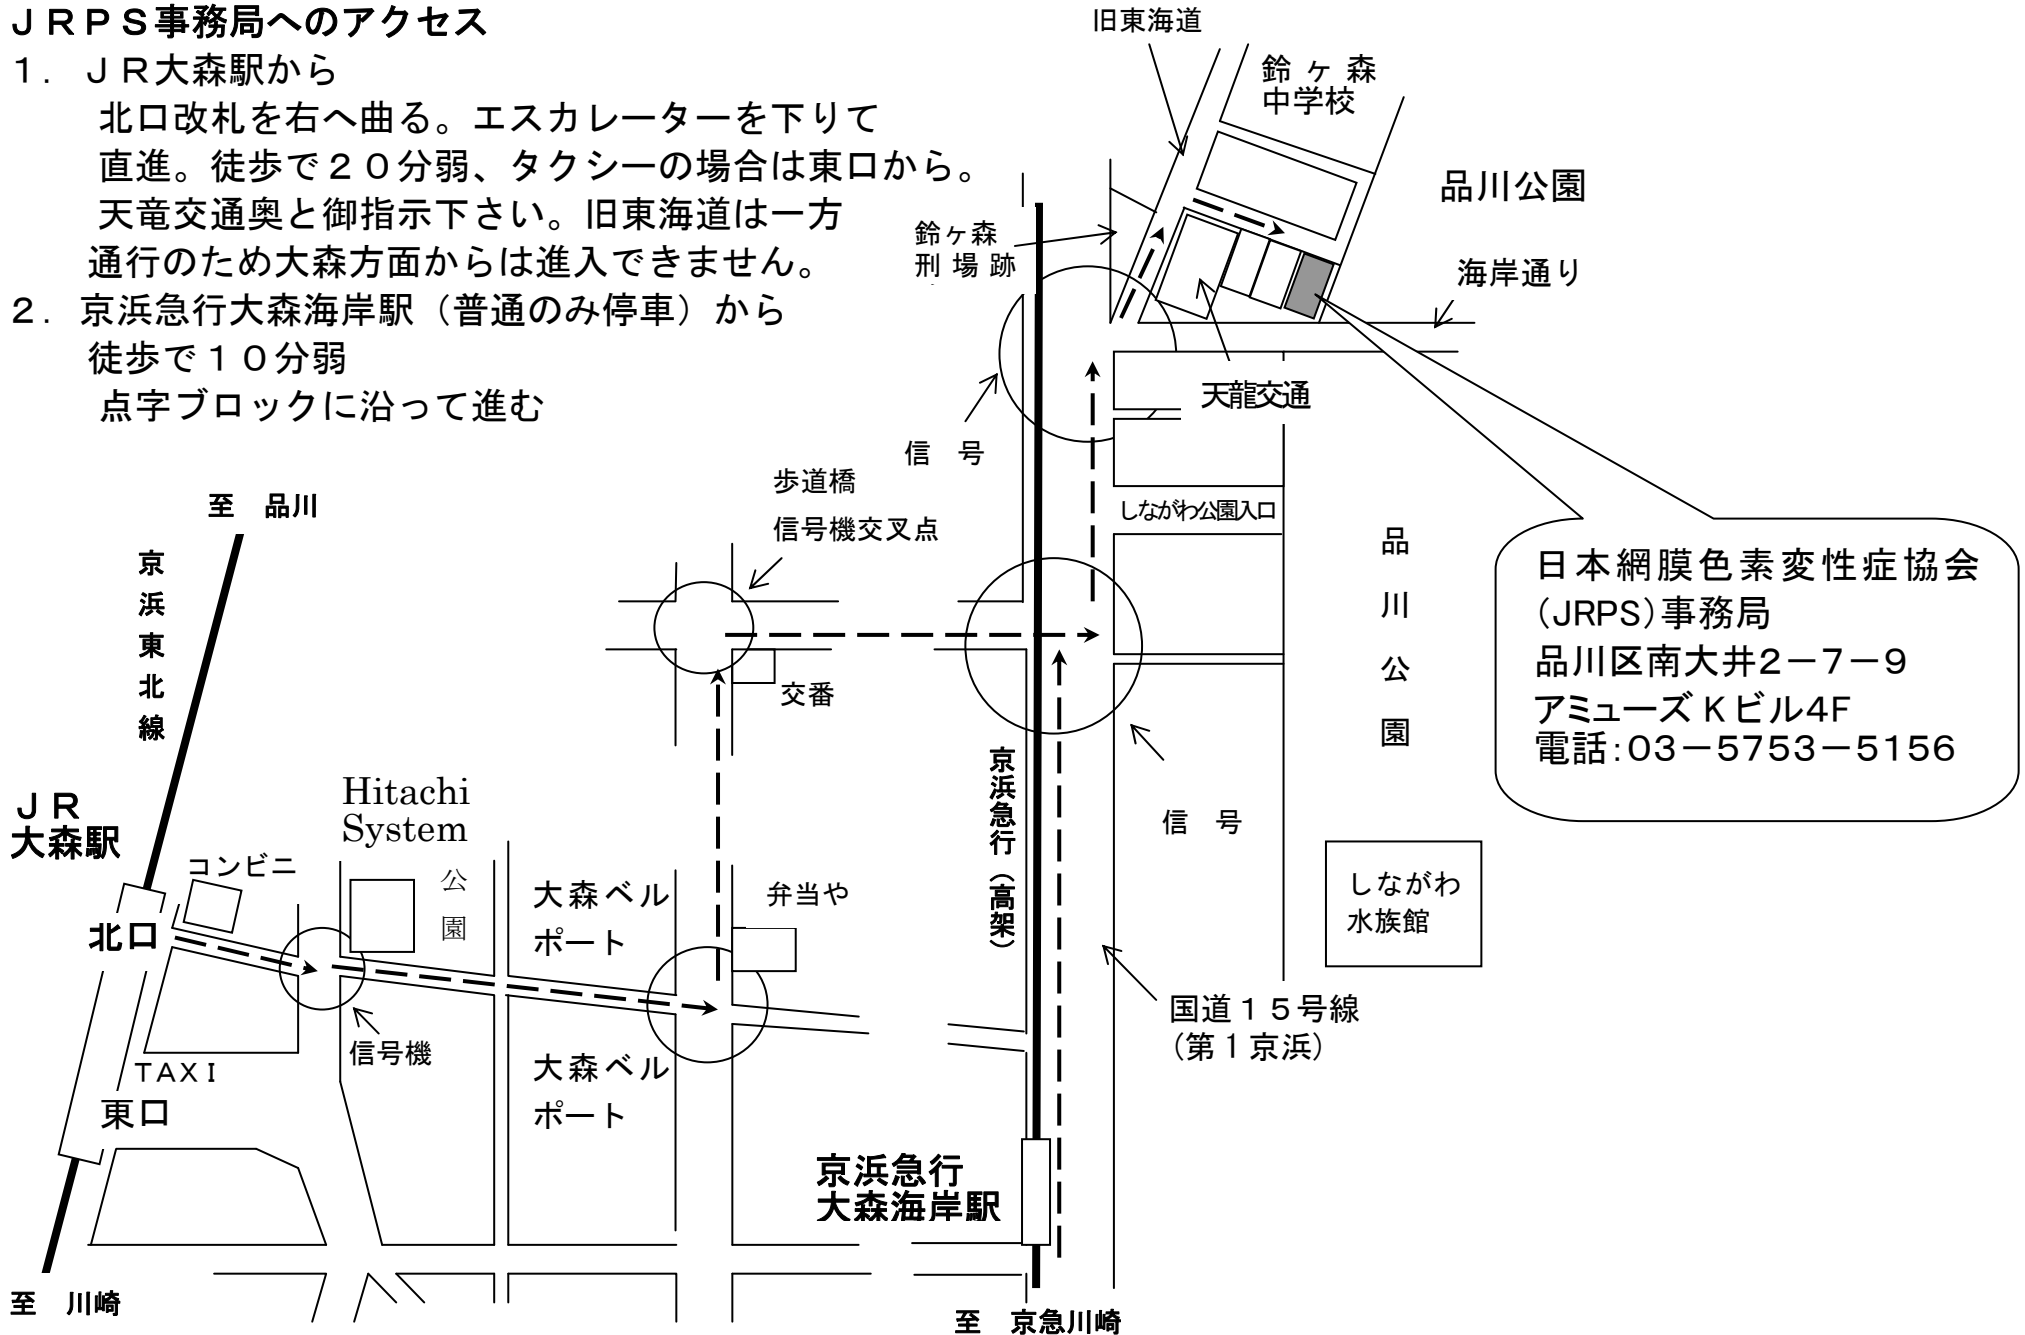 ＪＲＰＳ事務局へのアクセス
１．ＪＲ大森駅から
北口改札を右へ曲る。エスカレーターを下りて
直進。徒歩で２０分弱、タクシーの場合は東口から。
天竜交通奥と御指示下さい。旧東海道は一方
通行のため大森方面からは進入できません。
２．京浜急行大森海岸駅（普通のみ停車）から
徒歩で１０分弱
点字ブロックに沿って進む
旧東海道
鈴ヶ森
中学校
品川公園
鈴ヶ森
刑場跡
海岸通り
天龍交通
信号
歩道橋
信号機交叉点
しながわ公園入口
至 品川
京浜東北線
品川公園
日本網膜色素変性症協会
(JRPS)事務局
品川区南大井2－7－9
アミューズＫビル4F
電話:03－5753－5156
交番
京浜急行（高架）
信号
ＪＲ
大森駅
Hitachi
System
コンビニ
公園
大森ベル
ポート
弁当や
しながわ
水族館
北口
国道１５号線
(第１京浜)
信号機
TAXI
東口
大森ベル
ポート
京浜急行
大森海岸駅
至 川崎
至 京急川崎